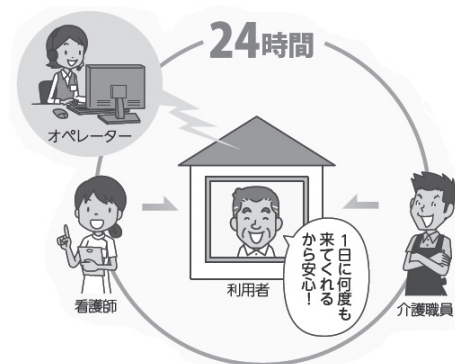 24時間
オペレーター
看護師
利用者
1日に何度も
来てくれる
から安心！
介護職員